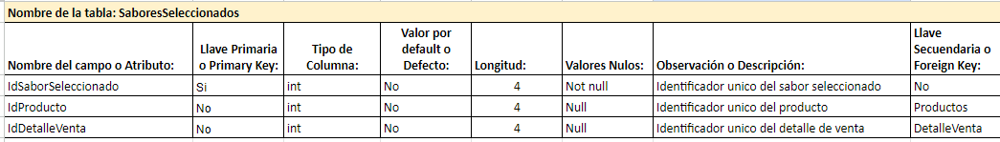 Nombre de la tabla: SaboresSeleccionados
Nombre del campo o Atributo: Llave Primaria o Primary Key: Tipo de Columna: Valor por default o Defecto: Longitud: Valores Nulos: Observación o Descripción: Llave Secuendaria o Foreign Key:
IdSaborSeleccionado Si int No 4 Not null Identificador unico del sabor seleccionado No
IdProducto No int No 4 Null Identificador unico del producto Productos
IdDetalleVenta No int No 4 Null Identificador unico del detalle de venta DetalleVenta